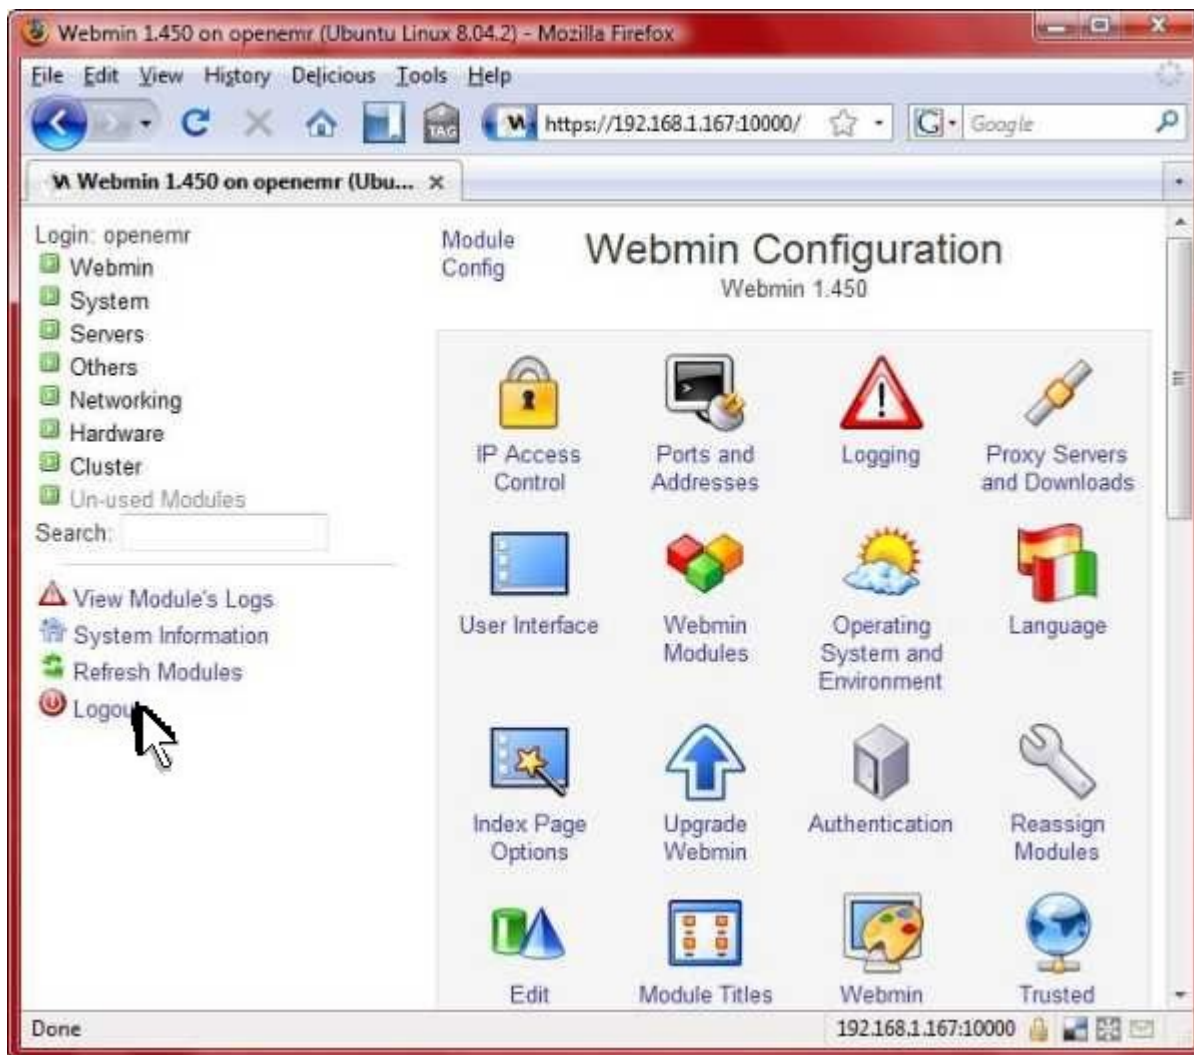 Webmin 1.450 on openemr (Ubuntu Linux 8.04.2) - Mozilla Firefox
File Edit View History Delicious Tools Help
TAG https://192.168.1.167:10000/ G Google
Webmin 1.450 on openemr (Ubu...
Login: openemr
Webmin
System
Servers
Others
Networking
Hardware
Cluster
Un-used Modules
Search:
View Module's Logs
System Information
Refresh Modules
Logout
Module
Config
Webmin Configuration
Webmin 1.450
IP Access
Control
Ports and
Addresses
Logging
Proxy Servers
and Downloads
User Interface
Webmin
Modules
Operating
System and
Environment
Language
Index Page
Options
Upgrade
Webmin
Authentication
Reassign
Modules
Edit
Module Titles
Webmin
Trusted
Done
192.168.1.167:10000